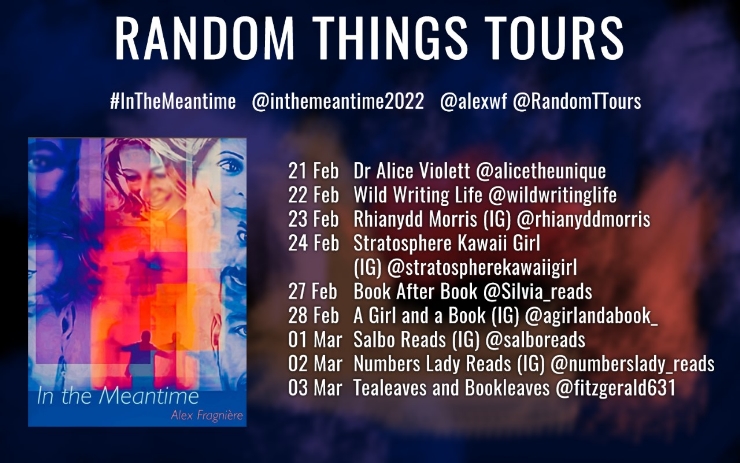 RANDOM THINGS TOURS
#InTheMeantime @inthemeantime2022 @alexwf @RandomTTours
21 Feb Dr Alice Violett @alicetheunique
22 Feb Wild Writing Life @wildwritinglife
23 Feb Rhianydd Morris (IG) @rhianyddmorris
24 Feb Stratosphere Kawaii Girl
(IG) @stratospherekawaiigirl
27 Feb Book After Book @Silvia_reads
28 Feb A Girl and a Book (IG) @agirlandabook_
01 Mar Salbo Reads (IG) @salboreads
02 Mar Numbers Lady Reads (IG) @numberslady_reads
03 Mar Tealeaves and Bookleaves @fitzgerald631
In the Meantime
Alex Fragnière